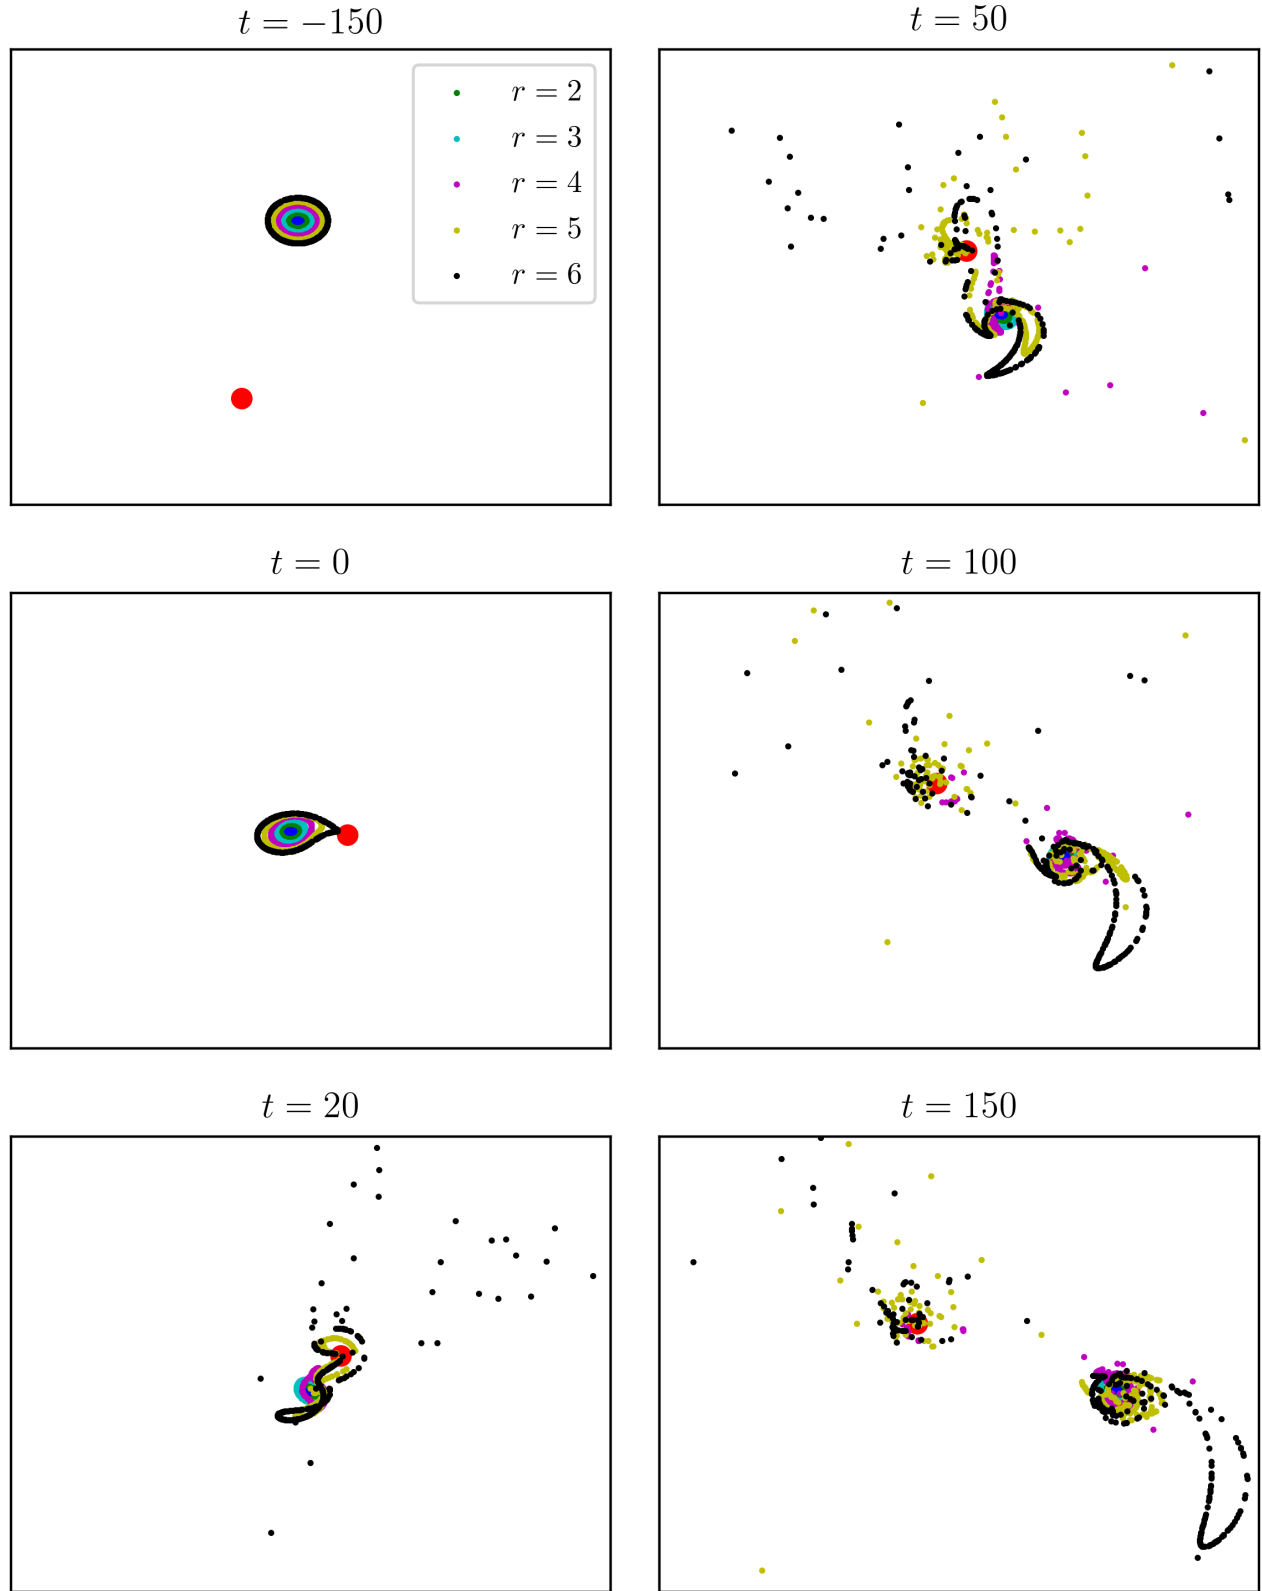 t = −150
r = 2
r = 3
r = 4
r = 5
r = 6
t = 50
t = 0
t = 100
t = 20
t = 150